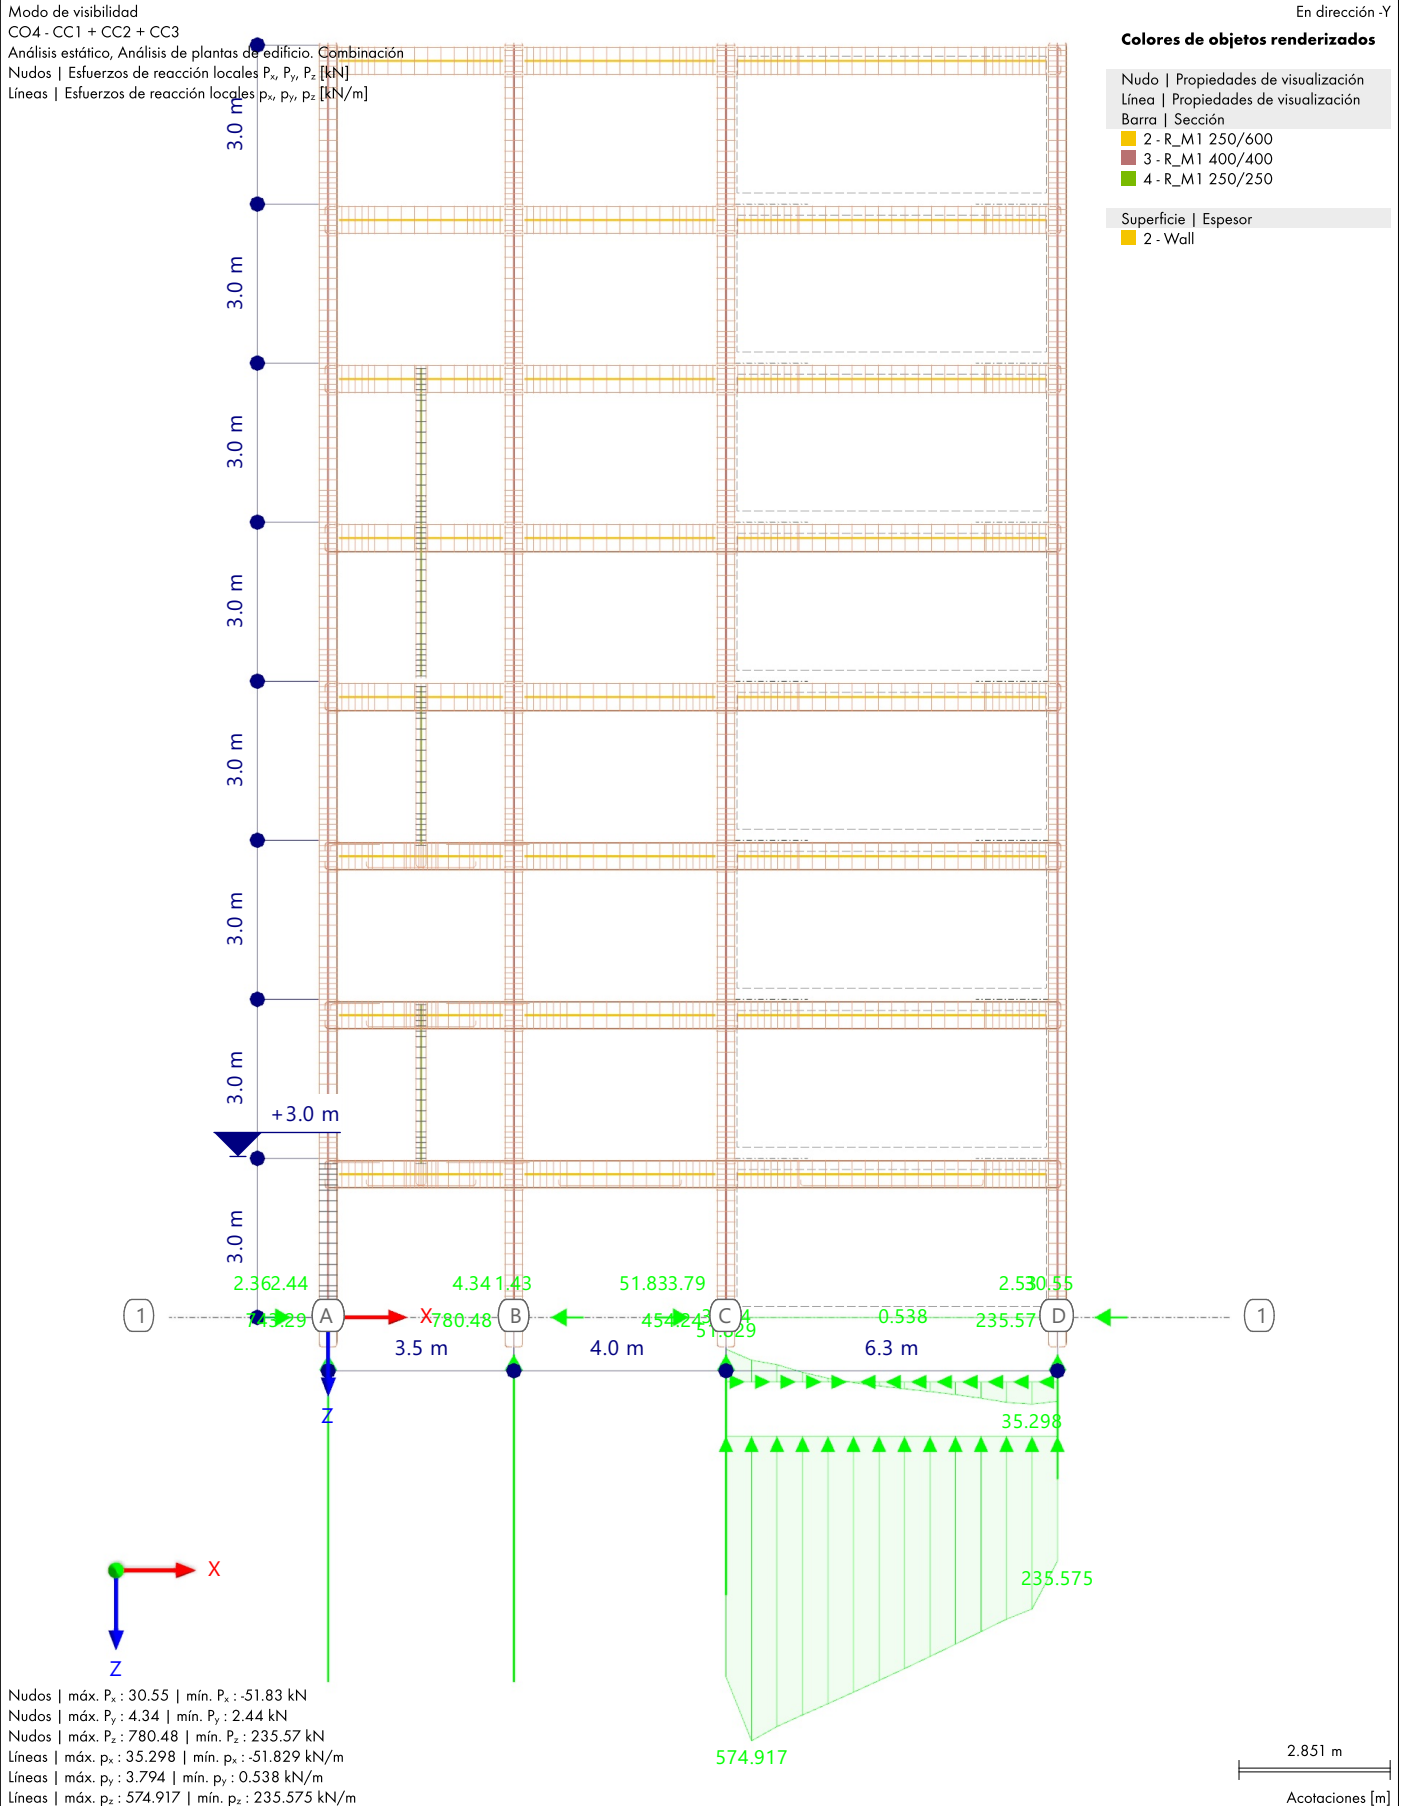 Modo de visibilidad
CO4 - CC1 + CC2 + CC3
Análisis estático, Análisis de plantas de edificio. Combinación
Nudos | Esfuerzos de reacción locales Px, Py, Pz [kN]
Líneas | Esfuerzos de reacción locales px, py, pz [kN/m]
En dirección -Y
Colores de objetos renderizados
Nudo | Propiedades de visualización
Línea | Propiedades de visualización
Barra | Sección
2 - R_M1 250/600
3 - R_M1 400/400
4 - R_M1 250/250
Superficie | Espesor
2 - Wall
3.0 m
3.0 m
3.0 m
3.0 m
3.0 m
3.0 m
3.0 m
+3.0 m
3.0 m
2.36 2.44 4.34 1.43 51.83 3.79 2.53 30.55
1 743.29 A X 780.48 B 454.24 C 0.538 235.57 D 1
51.829
3.5 m 4.0 m 6.3 m
Z
35.298
X
235.575
Z
574.917
Nudos | máx. Px : 30.55 | mín. Px : -51.83 kN
Nudos | máx. Py : 4.34 | mín. Py : 2.44 kN
Nudos | máx. Pz : 780.48 | mín. Pz : 235.57 kN
Líneas | máx. px : 35.298 | mín. px : -51.829 kN/m
Líneas | máx. py : 3.794 | mín. py : 0.538 kN/m
Líneas | máx. pz : 574.917 | mín. pz : 235.575 kN/m
2.851 m
Acotaciones [m]